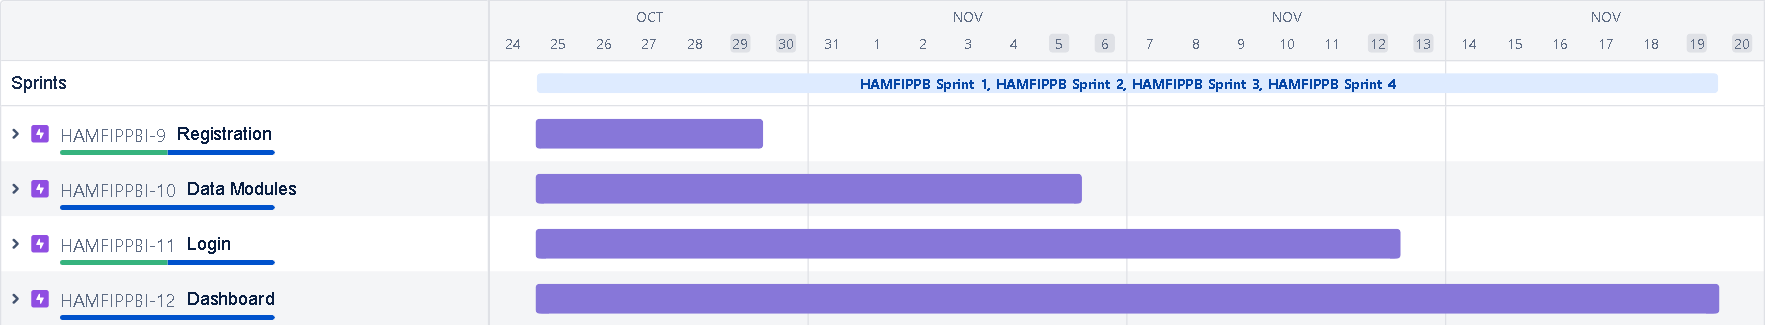 OCT NOV NOV NOV
24 25 26 27 28 29 30 31 1 2 3 4 5 6 7 8 9 10 11 12 13 14 15 16 17 18 19 20
Sprints HAMFIPPB Sprint 1, HAMFIPPB Sprint 2, HAMFIPPB Sprint 3, HAMFIPPB Sprint 4
HAMFIPPBI-9 Registration
HAMFIPPBI-10 Data Modules
HAMFIPPBI-11 Login
HAMFIPPBI-12 Dashboard